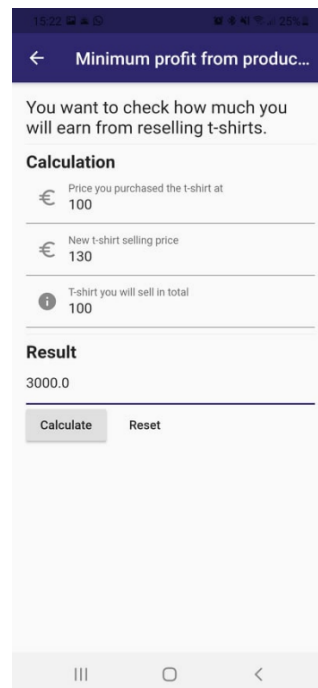 15:22
25%
Minimum profit from produc...
You want to check how much you
will earn from reselling t-shirts.
Calculation
€ Price you purchased the t-shirt at
100
€ New t-shirt selling price
130
T-shirt you will sell in total
100
Result
3000.0
Calculate Reset